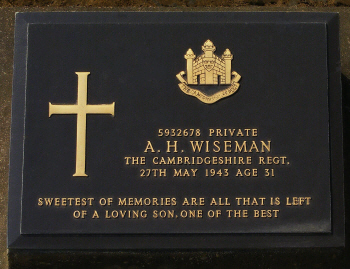 5932678 PRIVATE
A. H. WISEMAN
THE CAMBRIDGESHIRE REGT.
27TH MAY 1943 AGE 31
SWEETEST OF MEMORIES ARE ALL THAT IS LEFT
OF A LOVING SON. ONE OF THE BEST